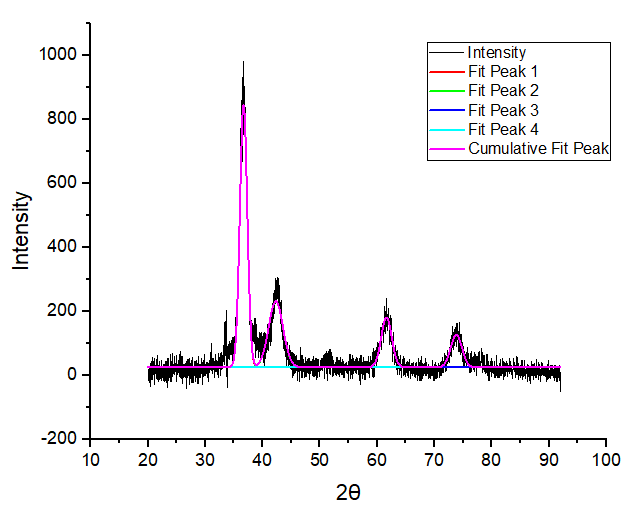 Intensity
1000
800
600
400
200
0
-200
10 20 30 40 50 60 70 80 90 100
2θ
Intensity
Fit Peak 1
Fit Peak 2
Fit Peak 3
Fit Peak 4
Cumulative Fit Peak